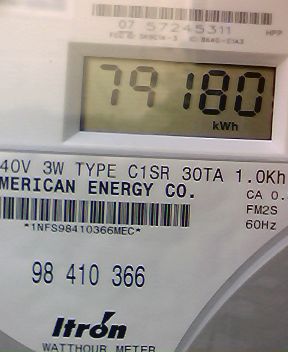 07 57245311
HPP
79180
kWh
40V 3W TYPE C1SR 30TA 1.0Kh
MERICAN ENERGY CO.
CA 0.
FM2S
60Hz
*1NFS98410366MEC*
98 410 366
Itron
WATTHOUR METER